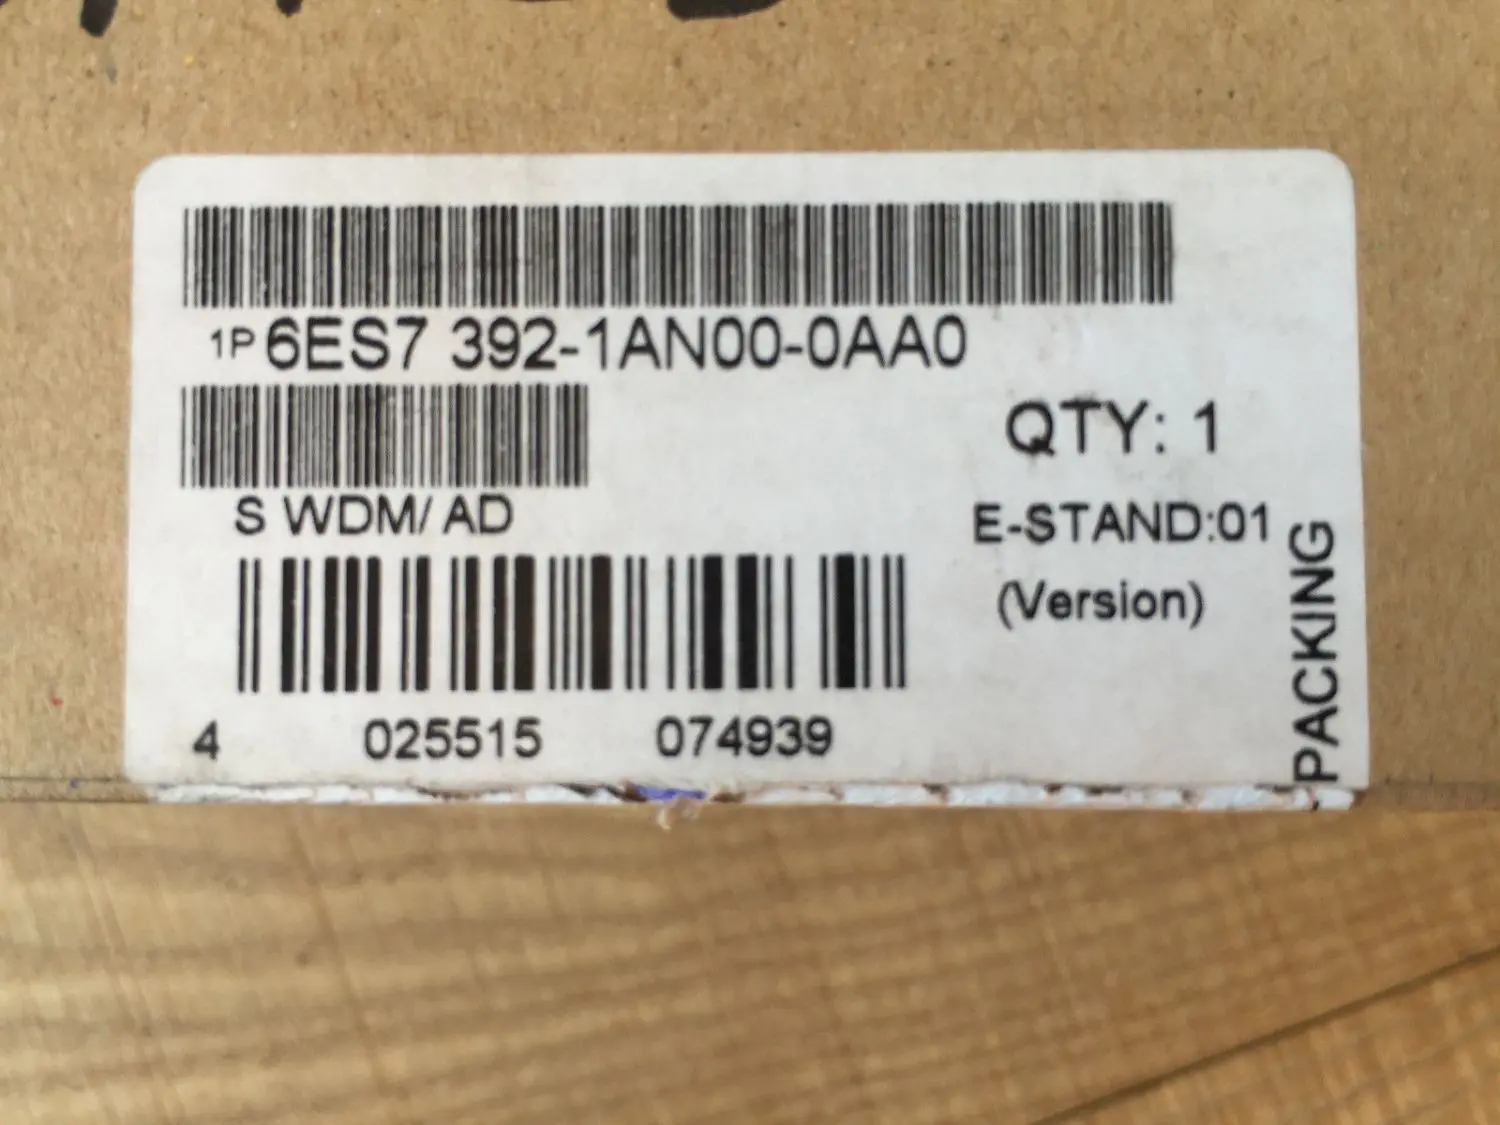 1P 6ES7 392-1AN00-0AA0
QTY: 1
S WDM/ AD
E-STAND:01
(Version)
PACKING
4 025515 074939